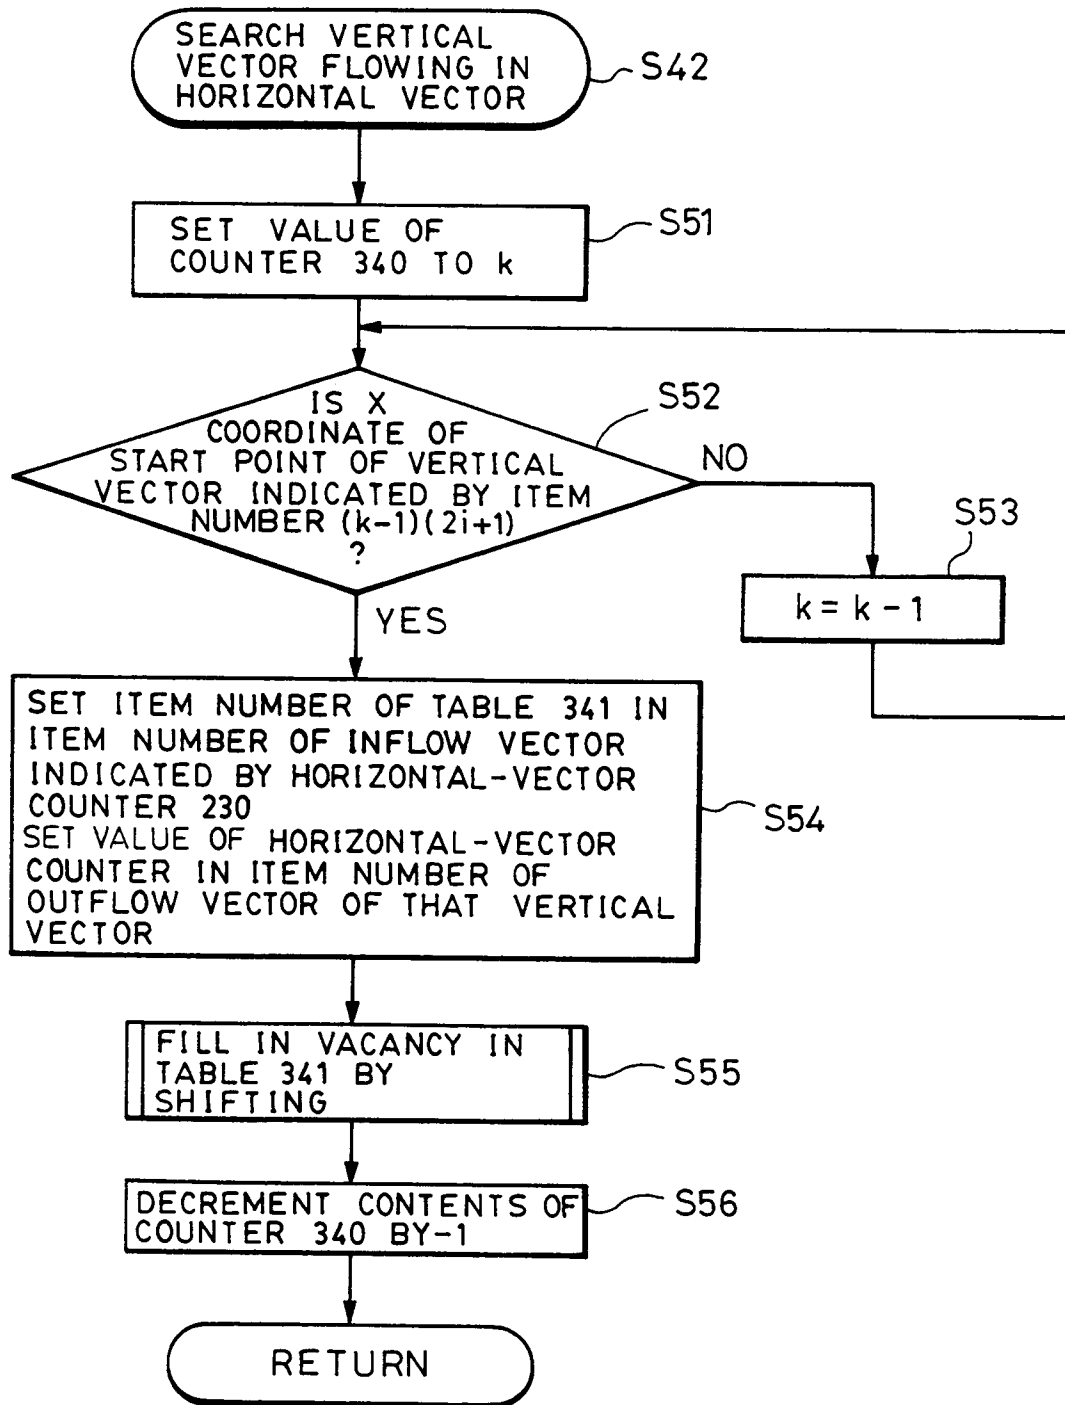 SEARCH VERTICAL
VECTOR FLOWING IN
HORIZONTAL VECTOR
S42
SET VALUE OF
COUNTER 340 TO k
S51
IS X
COORDINATE OF
START POINT OF VERTICAL
VECTOR INDICATED BY ITEM
NUMBER (k-1)(2i+1)
?
S52
NO
S53
k = k - 1
YES
SET ITEM NUMBER OF TABLE 341 IN
ITEM NUMBER OF INFLOW VECTOR
INDICATED BY HORIZONTAL-VECTOR
COUNTER 230
SET VALUE OF HORIZONTAL-VECTOR
COUNTER IN ITEM NUMBER OF
OUTFLOW VECTOR OF THAT VERTICAL
VECTOR
S54
FILL IN VACANCY IN
TABLE 341 BY
SHIFTING
S55
DECREMENT CONTENTS OF
COUNTER 340 BY-1
S56
RETURN